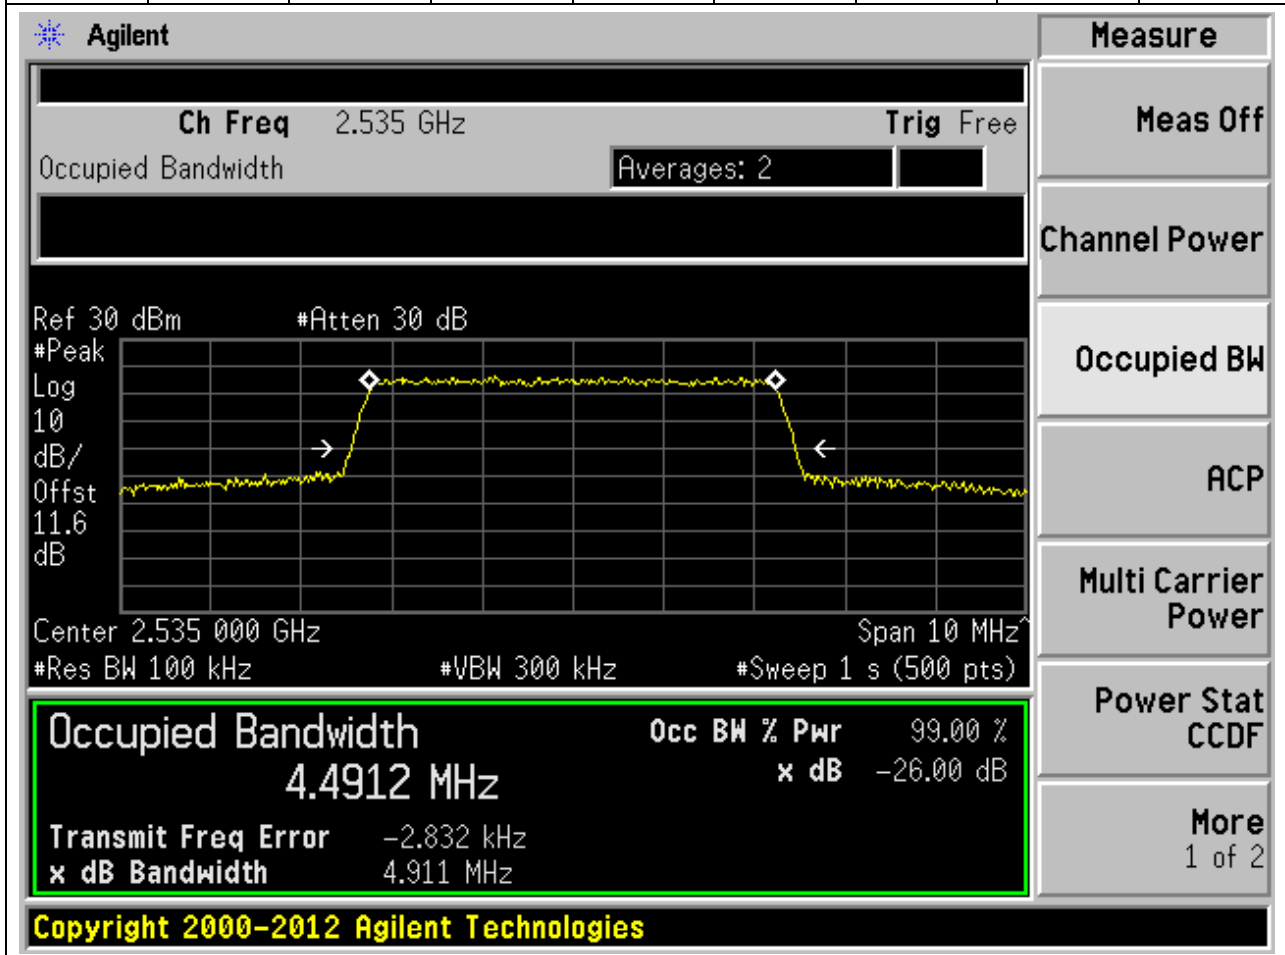 Agilent
Measure
Ch Freq 2.535 GHz Trig Free
Meas Off
Occupied Bandwidth Averages: 2
Channel Power
Ref 30 dBm #Atten 30 dB
#Peak
Log
10
dB/
Offst
11.6
dB
Occupied BW
ACP
Center 2.535 000 GHz Span 10 MHz^
#Res BW 100 kHz #VBW 300 kHz #Sweep 1 s (500 pts)
Multi Carrier
Power
Occupied Bandwidth Occ BW % Pwr 99.00 %
4.4912 MHz x dB -26.00 dB
Transmit Freq Error -2.832 kHz
x dB Bandwidth 4.911 MHz
Power Stat
CCDF
More
1 of 2
Copyright 2000-2012 Agilent Technologies